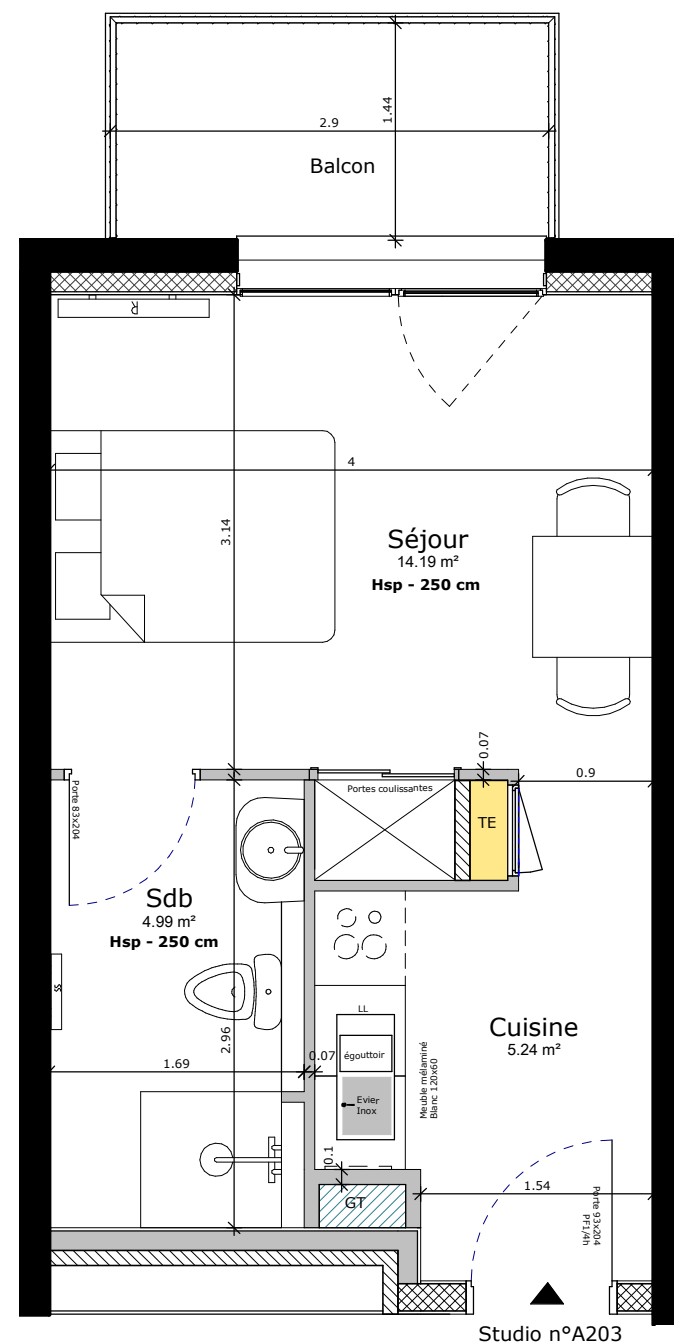 1.44
2.9
Balcon
R
4
3.14
Séjour
14.19 m²
Hsp - 250 cm
0.07
0.9
Porte 83x204
Portes coulissantes
TE
Sdb
4.99 m²
Hsp - 250 cm
ss
2.96
1.69
0.07
LL
égouttoir
Evier
Inox
Meuble mélaminé
Blanc 120x60
Cuisine
5.24 m²
0.1
GT
1.54
Porte 93x204
PF1/4h
Studio n°A203